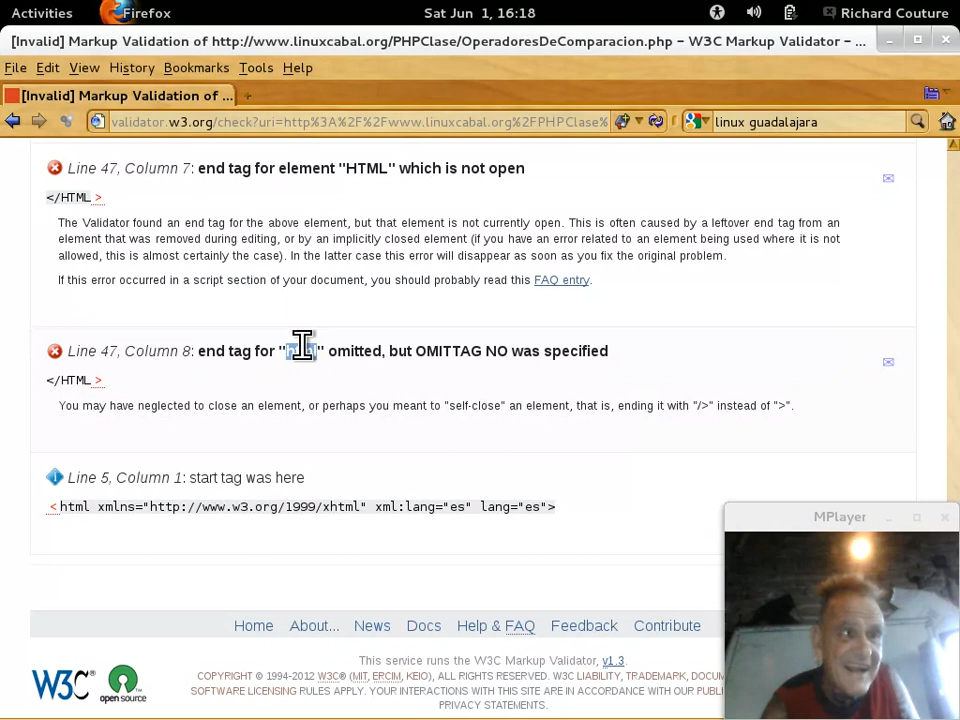 Activities Firefox Sat Jun 1, 16:18 Richard Couture
[Invalid] Markup Validation of http://www.linuxcabal.org/PHPClase/OperadoresDeComparacion.php – W3C Markup Validator – ...
File Edit View History Bookmarks Tools Help
[Invalid] Markup Validation of ...
validator.w3.org/check?uri=http%3A%2F%2Fwww.linuxcabal.org%2FPHPClase% linux guadalajara
Line 47, Column 7: end tag for element "HTML" which is not open
</HTML>
The Validator found an end tag for the above element, but that element is not currently open. This is often caused by a leftover end tag from an
element that was removed during editing, or by an implicitly closed element (if you have an error related to an element being used where it is not
allowed, this is almost certainly the case). In the latter case this error will disappear as soon as you fix the original problem.
If this error occurred in a script section of your document, you should probably read this FAQ entry.
Line 47, Column 8: end tag for "html" omitted, but OMITTAG NO was specified
</HTML>
You may have neglected to close an element, or perhaps you meant to "self-close" an element, that is, ending it with "/>" instead of ">".
Line 5, Column 1: start tag was here
<html xmlns="http://www.w3.org/1999/xhtml" xml:lang="es" lang="es">
MPlayer
Home About... News Docs Help & FAQ Feedback Contribute
This service runs the W3C Markup Validator, v1.3.
COPYRIGHT © 1994-2012 W3C® (MIT, ERCIM, KEIO), ALL RIGHTS RESERVED. W3C LIABILITY, TRADEMARK, DOCUM
SOFTWARE LICENSING RULES APPLY. YOUR INTERACTIONS WITH THIS SITE ARE IN ACCORDANCE WITH OUR PUBL
PRIVACY STATEMENTS.
W3C open source